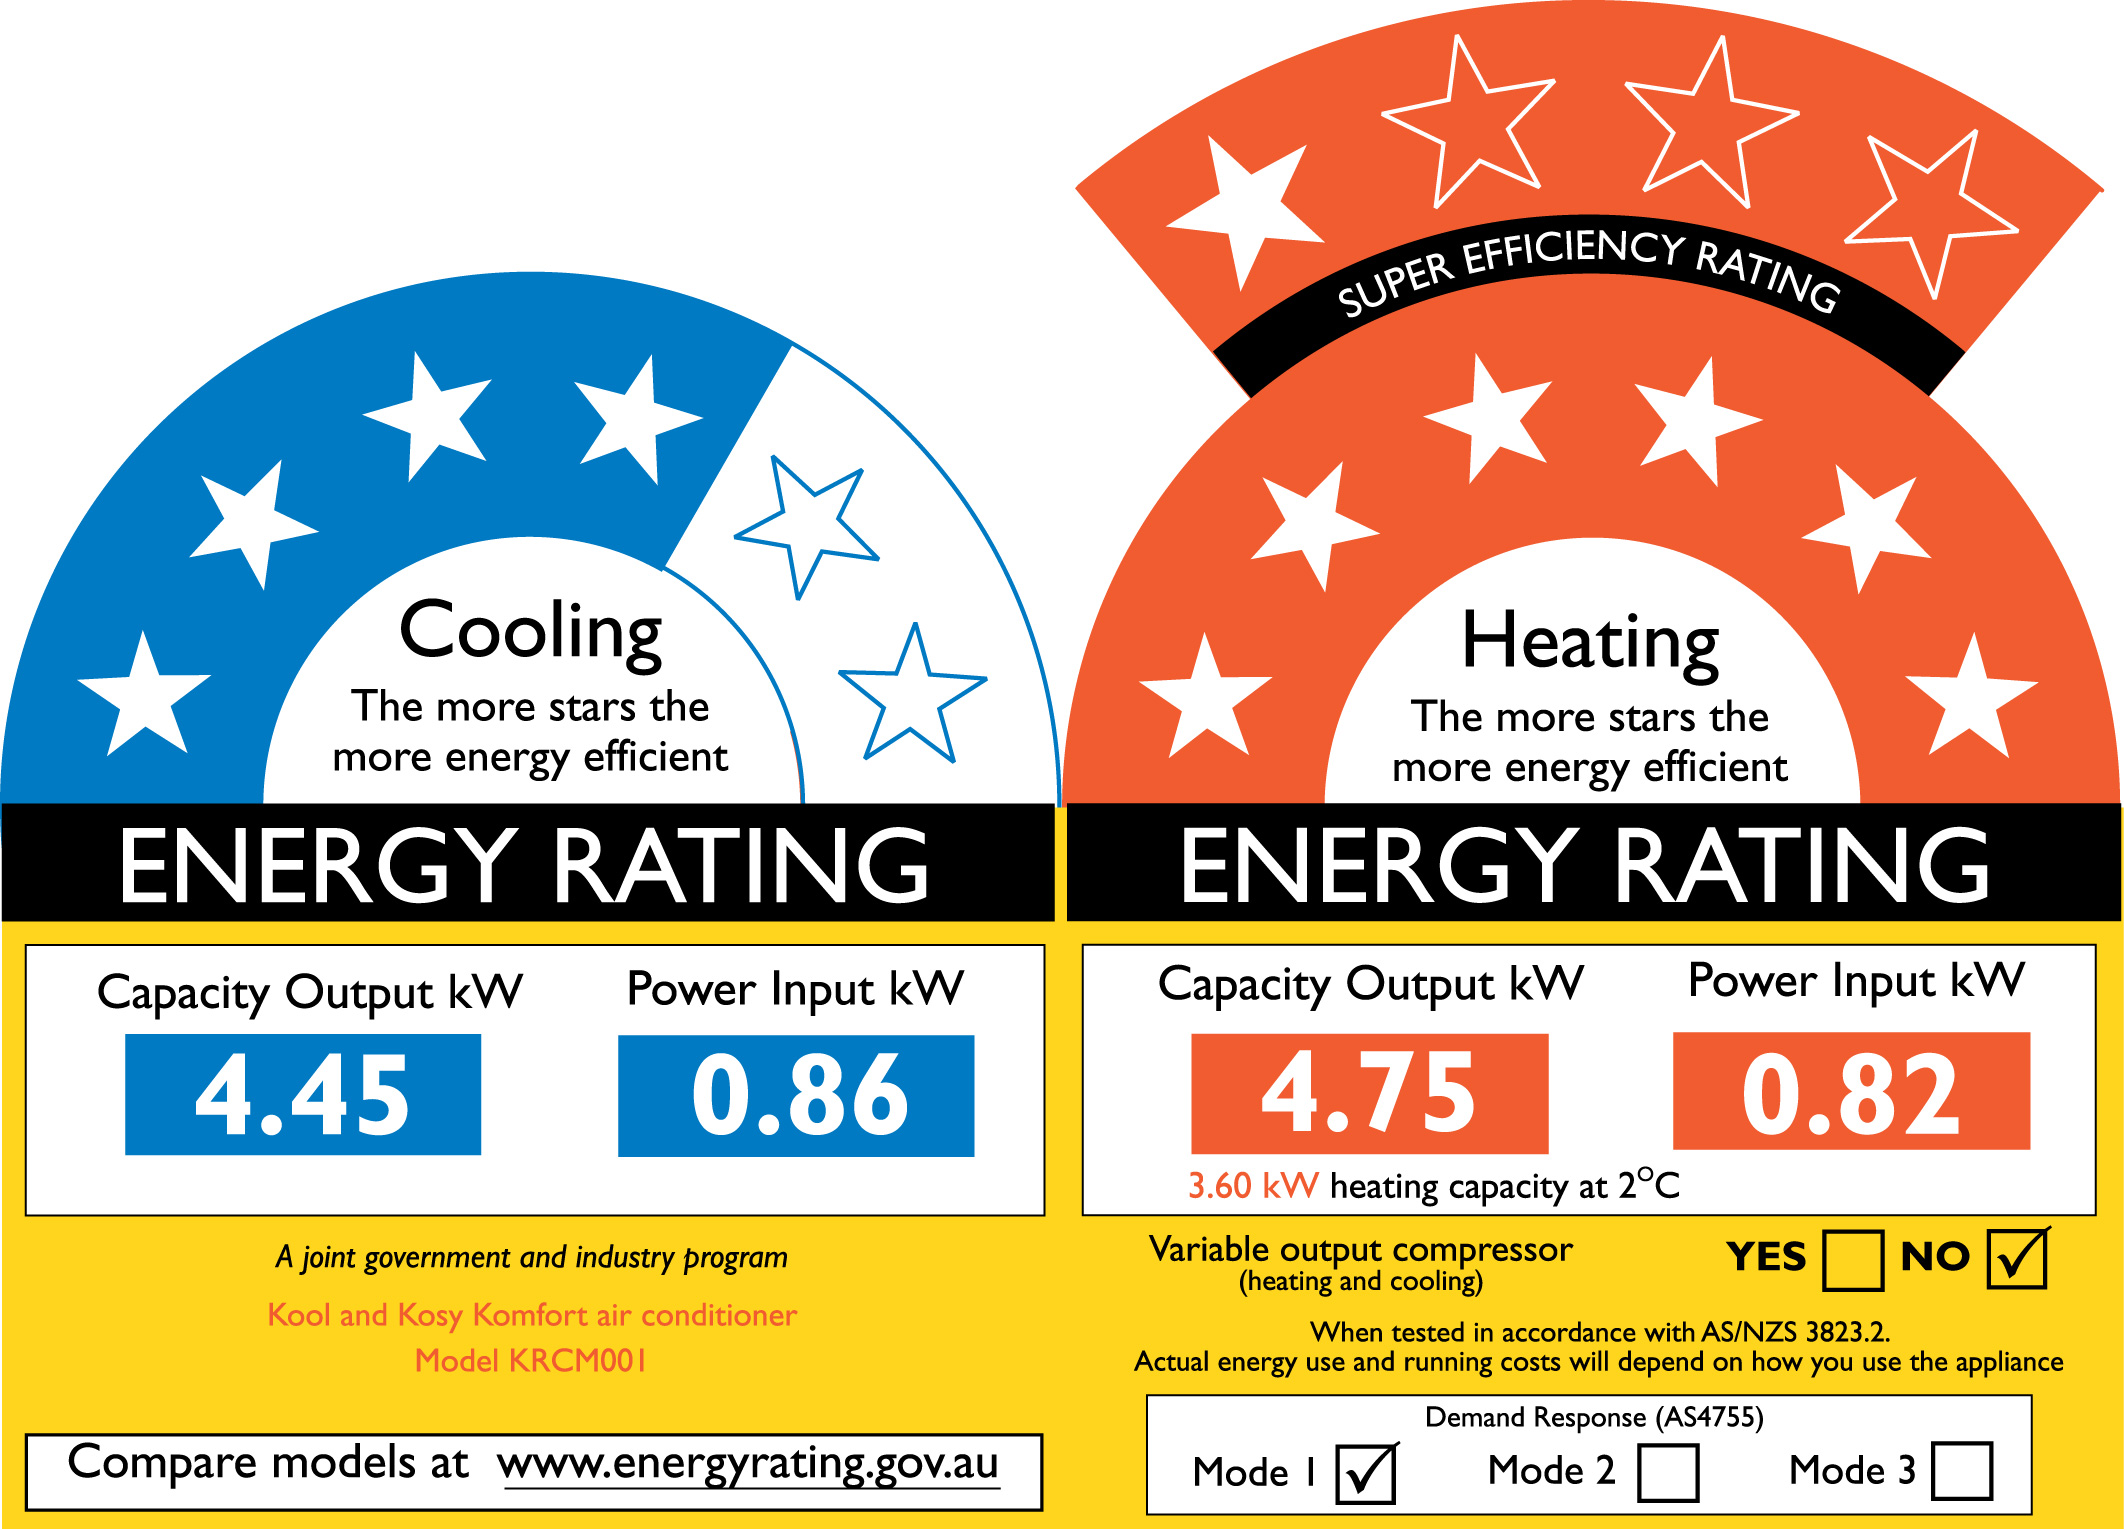 SUPER EFFICIENCY RATING
Cooling
The more stars the
more energy efficient
ENERGY RATING
Capacity Output kW
Power Input kW
4.45
0.86
A joint government and industry program
Kool and Kosy Komfort air conditioner
Model KRCM001
Compare models at www.energyrating.gov.au
Heating
The more stars the
more energy efficient
ENERGY RATING
Capacity Output kW
Power Input kW
4.75
0.82
3.60 kW heating capacity at 2°C
Variable output compressor
(heating and cooling)
YES NO
When tested in accordance with AS/NZS 3823.2.
Actual energy use and running costs will depend on how you use the appliance
Demand Response (AS4755)
Mode 1 Mode 2 Mode 3